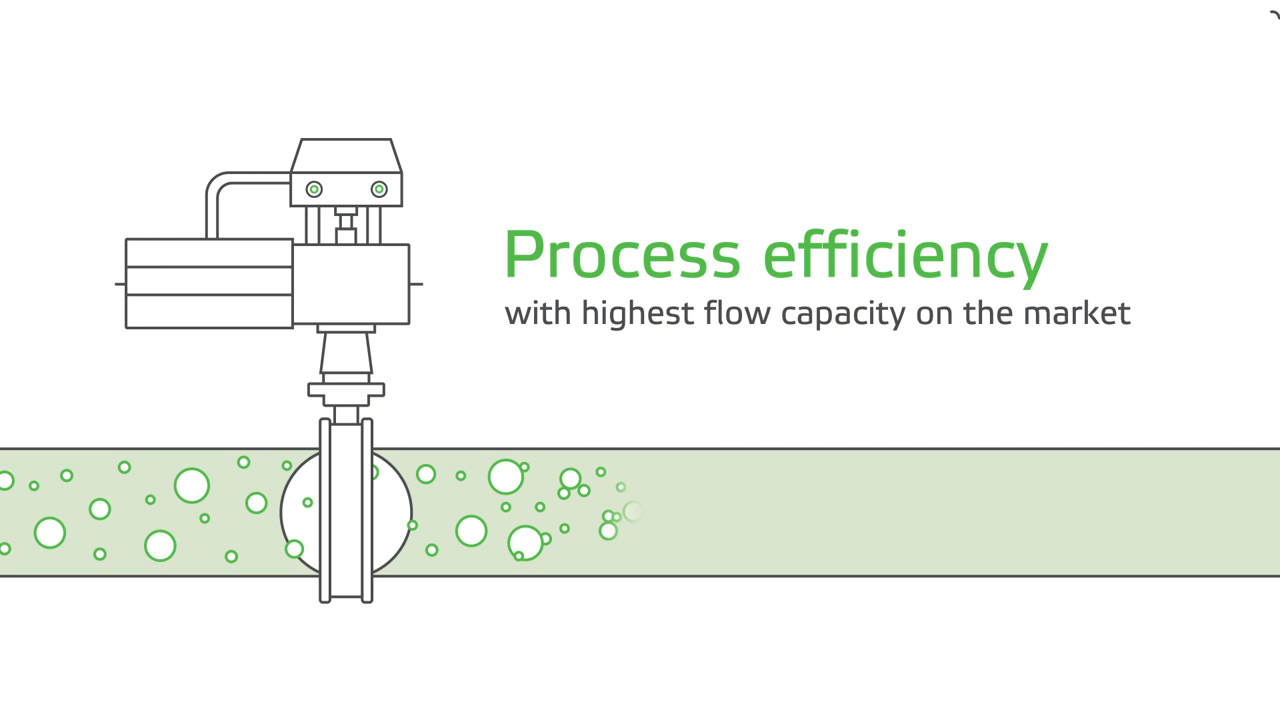 Process efficiency
with highest flow capacity on the market